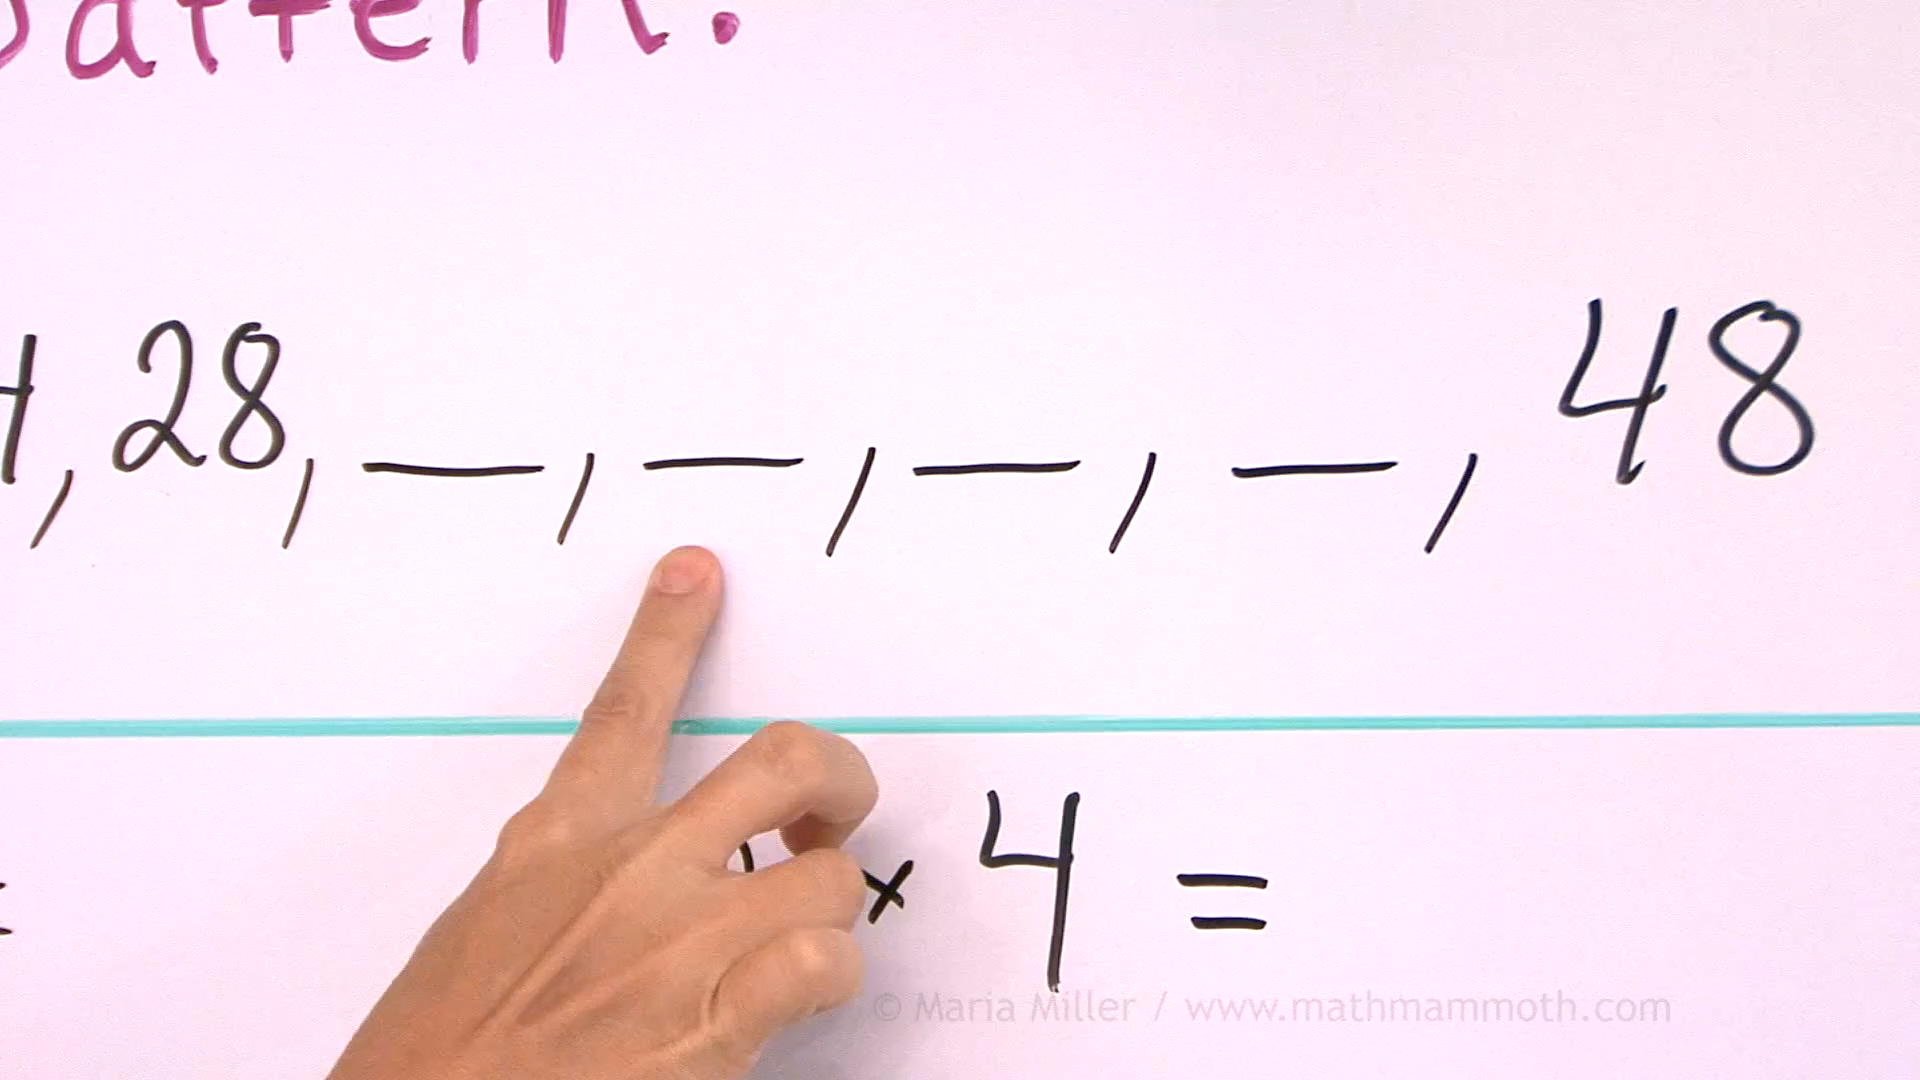 pattern.
4, 28, __, __, __, __, 48
× 4 =
© Maria Miller / www.mathmammoth.com